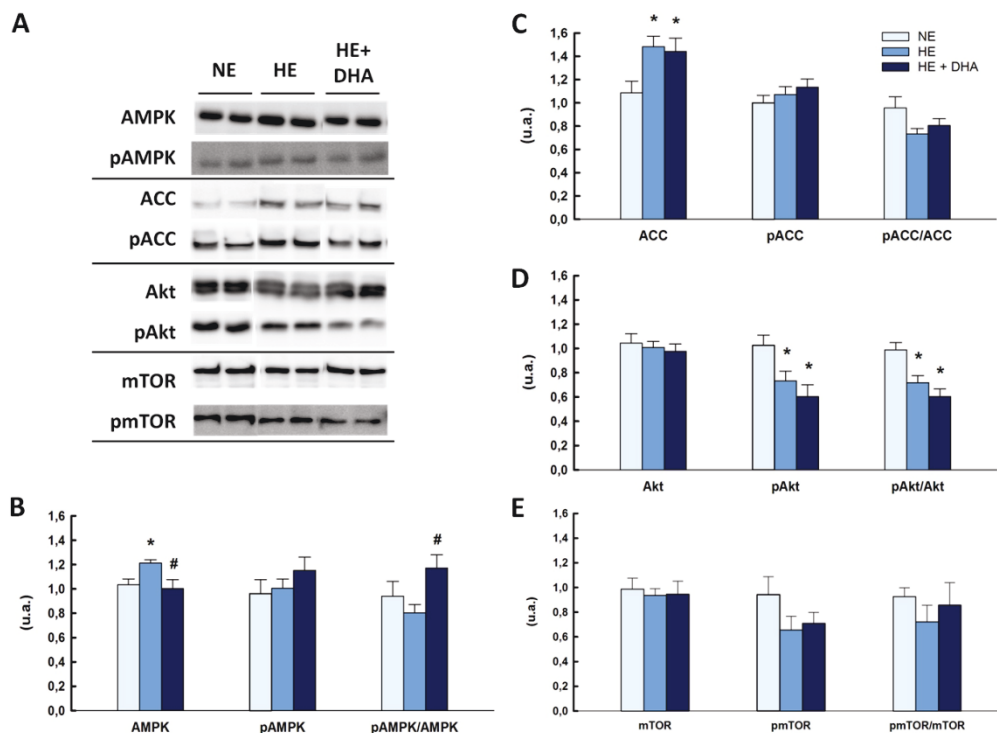 A
NE HE HE+
DHA
AMPK
pAMPK
ACC
pACC
Akt
pAkt
mTOR
pmTOR
B
1,6
1,4
1,2
1,0
0,8
0,6
0,4
0,2
0,0
(u.a.)
* # #
AMPK pAMPK pAMPK/AMPK
C
1,6
1,4
1,2
1,0
0,8
0,6
0,4
0,2
0,0
(u.a.)
* *
NE
HE
HE + DHA
ACC pACC pACC/ACC
D
1,6
1,4
1,2
1,0
0,8
0,6
0,4
0,2
0,0
(u.a.)
* * * *
Akt pAkt pAkt/Akt
E
1,6
1,4
1,2
1,0
0,8
0,6
0,4
0,2
0,0
(u.a.)
mTOR pmTOR pmTOR/mTOR